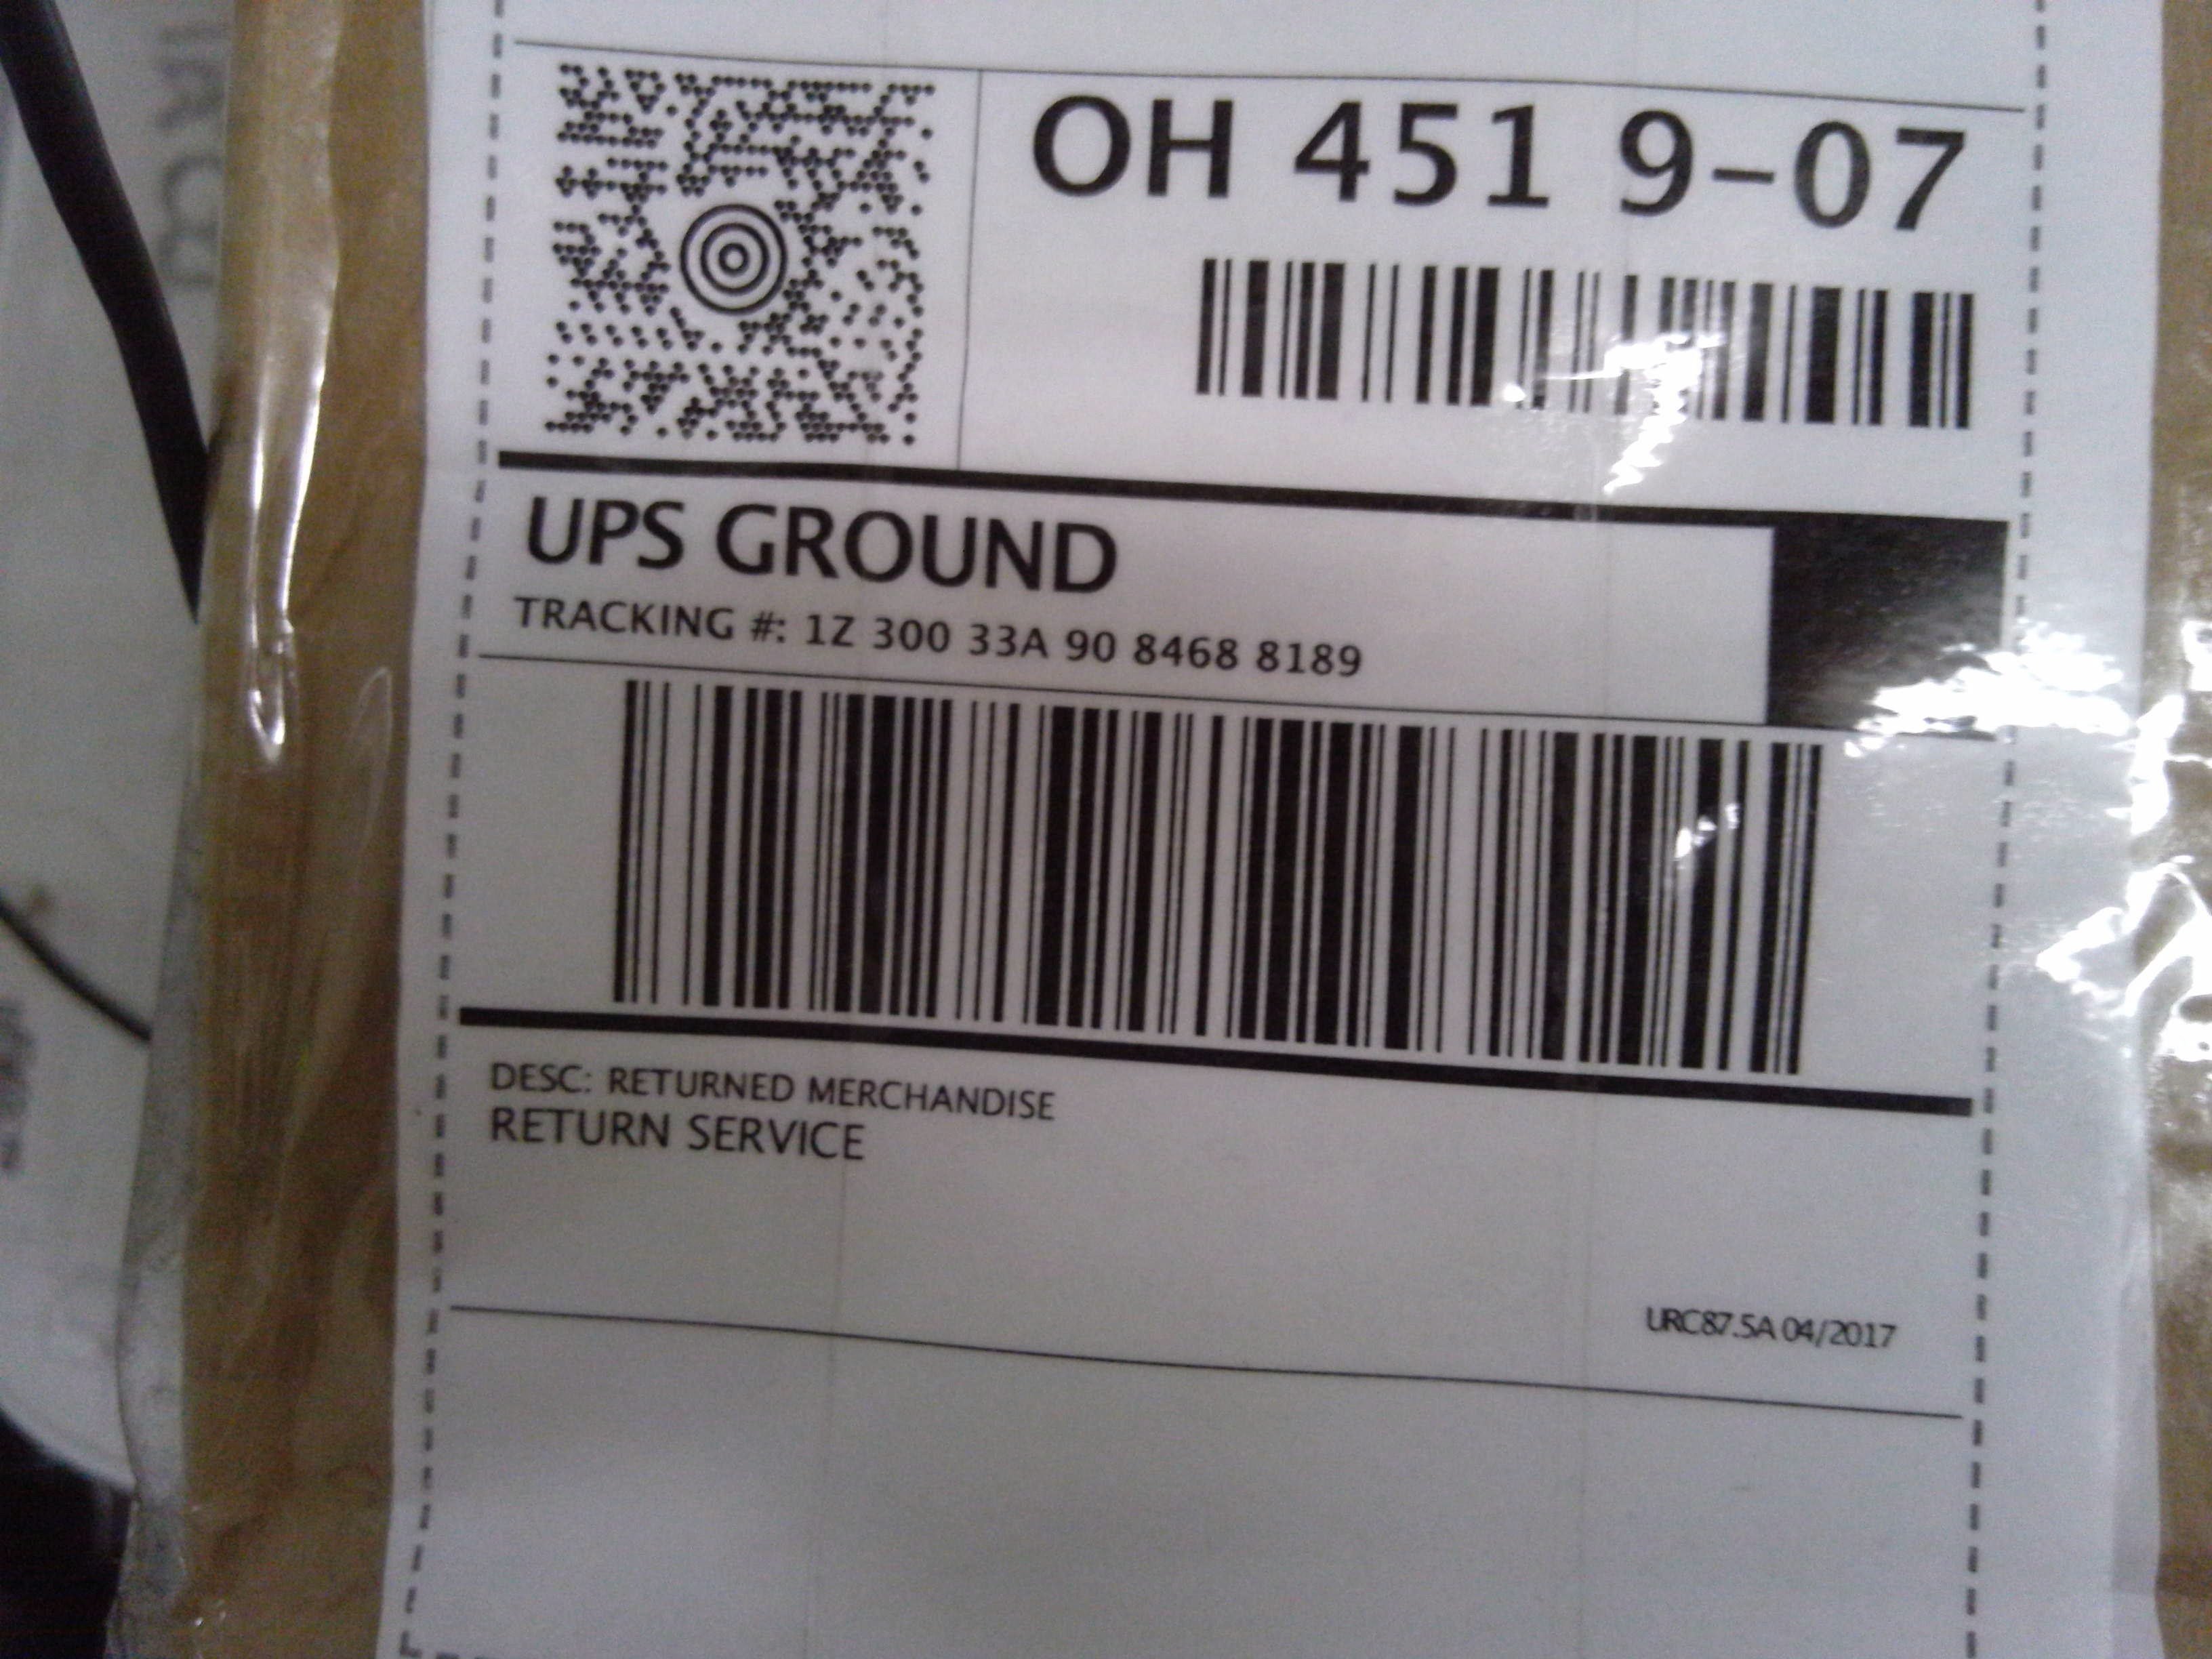 OH 451 9-07
UPS GROUND
TRACKING #: 1Z 300 33A 90 8468 8189
DESC: RETURNED MERCHANDISE
RETURN SERVICE
URC87.5A 04/2017